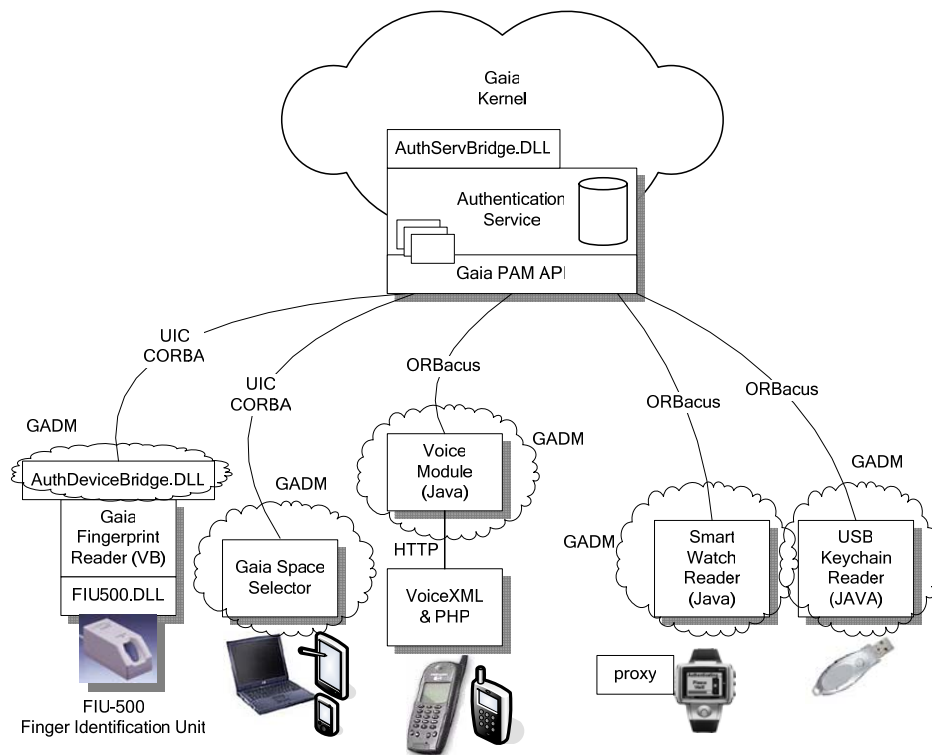 Gaia
Kernel
AuthServBridge.DLL
Authentication
Service
Gaia PAM API
UIC
CORBA
UIC
CORBA
ORBacus
ORBacus
ORBacus
GADM
AuthDeviceBridge.DLL
Gaia
Fingerprint
Reader (VB)
FIU500.DLL
FIU-500
Finger Identification Unit
GADM
Gaia Space
Selector
GADM
Voice
Module
(Java)
HTTP
VoiceXML
& PHP
GADM
Smart
Watch
Reader
(Java)
proxy
GADM
USB
Keychain
Reader
(JAVA)